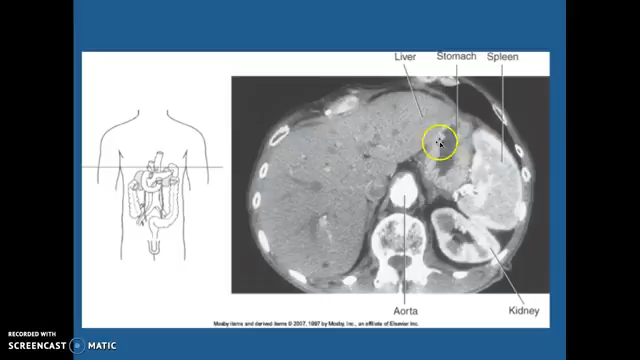 Liver Stomach Spleen
Aorta Kidney
Mosby items and derived items © 2007, 1997 by Mosby, Inc., an affiliate of Elsevier Inc.
RECORDED WITH
SCREENCAST MATIC